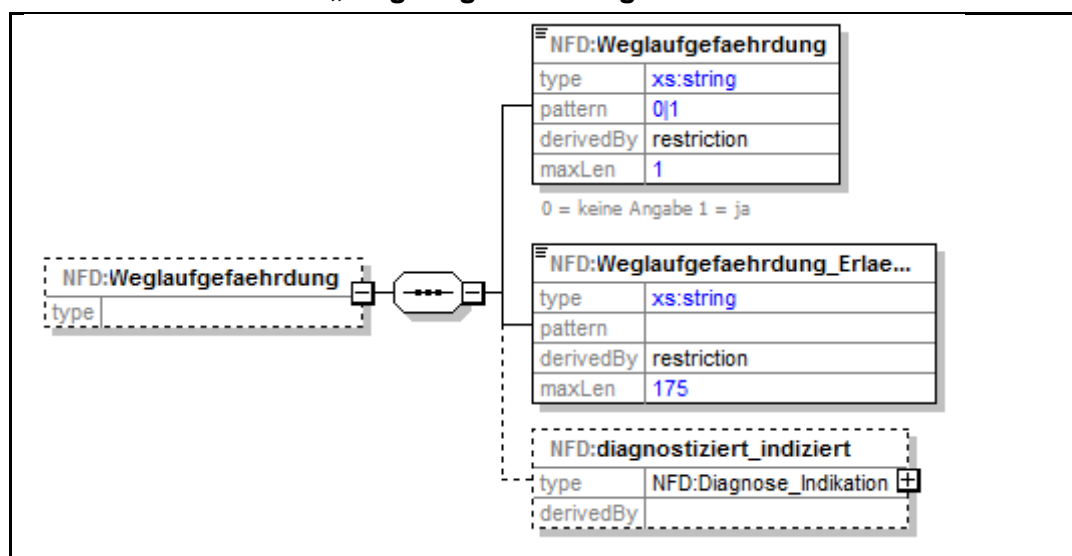 NFD:Weglaufgefaehrdung
type xs:string
pattern 0|1
derivedBy restriction
maxLen 1
0 = keine Angabe 1 = ja
NFD:Weglaufgefaehrdung
type
NFD:Weglaufgefaehrdung_Erlae...
type xs:string
pattern
derivedBy restriction
maxLen 175
NFD:diagnostiziert_indiziert
type NFD:Diagnose_Indikation
derivedBy